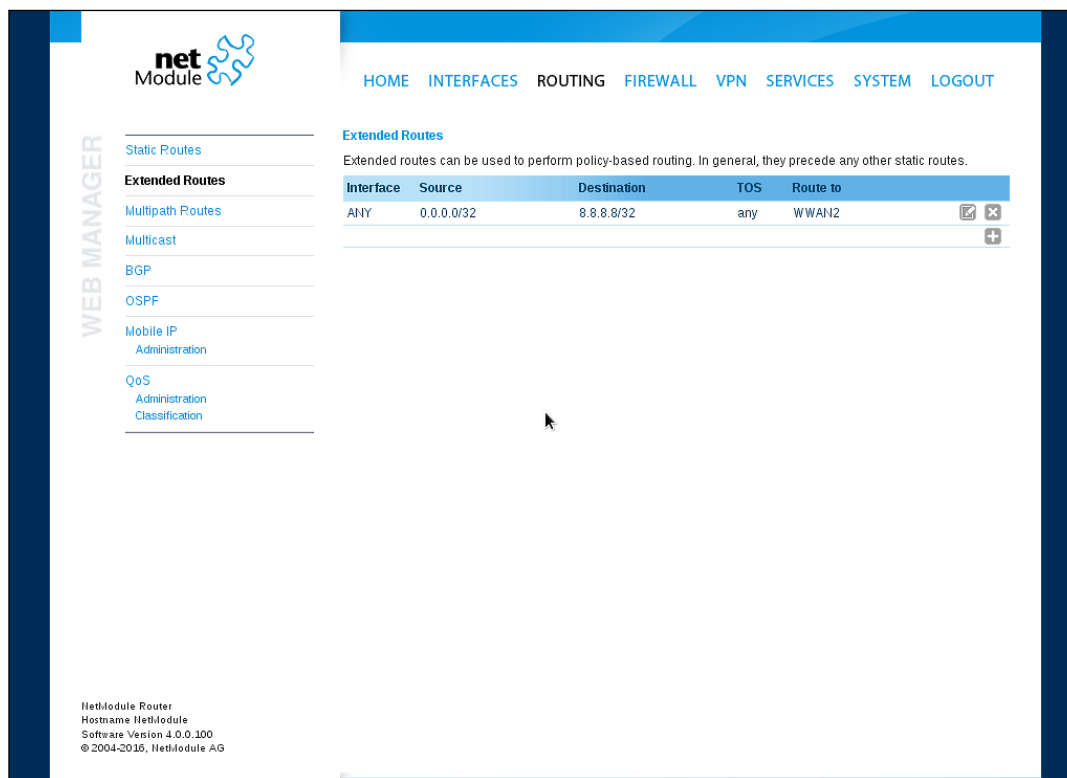 net
Module
HOME INTERFACES ROUTING FIREWALL VPN SERVICES SYSTEM LOGOUT
WEB MANAGER
Static Routes
Extended Routes
Multipath Routes
Multicast
BGP
OSPF
Mobile IP
Administration
QoS
Administration
Classification
Extended Routes
Extended routes can be used to perform policy-based routing. In general, they precede any other static routes.
Interface Source Destination TOS Route to
ANY 0.0.0.0/32 8.8.8.8/32 any WWAN2
NetModule Router
Hostname NetModule
Software Version 4.0.0.100
© 2004-2016, NetModule AG